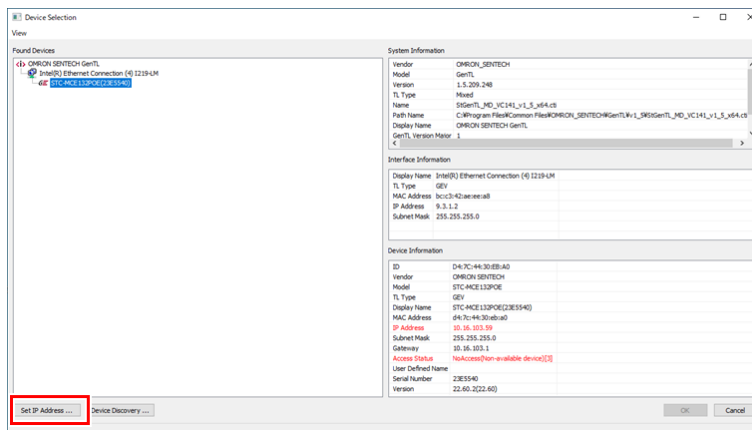 Device Selection
View
Found Devices
OMRON SENTECH GenTL
Intel(R) Ethernet Connection (4) I219-LM
GEV STC-MCE132POE(23E5540)
System Information
Vendor OMRON_SENTECH
Model GenTL
Version 1.5.209.248
TL Type Mixed
Name StGenTL_MD_VC141_v1_5_x64.cti
Path Name C:¥Program Files¥Common Files¥OMRON_SENTECH¥GenTL¥v1_5¥StGenTL_MD_VC141_v1_5_x64.cti
Display Name OMRON SENTECH GenTL
GenTL Version Major 1
Interface Information
Display Name Intel(R) Ethernet Connection (4) I219-LM
TL Type GEV
MAC Address bc:c3:42:ae:ee:a8
IP Address 9.3.1.2
Subnet Mask 255.255.255.0
Device Information
ID D4:7C:44:30:EB:A0
Vendor OMRON SENTECH
Model STC-MCE132POE
TL Type GEV
Display Name STC-MCE132POE(23E5540)
MAC Address d4:7c:44:30:eb:a0
IP Address 10.16.103.59
Subnet Mask 255.255.255.0
Gateway 10.16.103.1
Access Status NoAccess(Non-available device)[3]
User Defined Name
Serial Number 23E5540
Version 22.60.2(22.60)
Set IP Address ...
Device Discovery ...
OK
Cancel